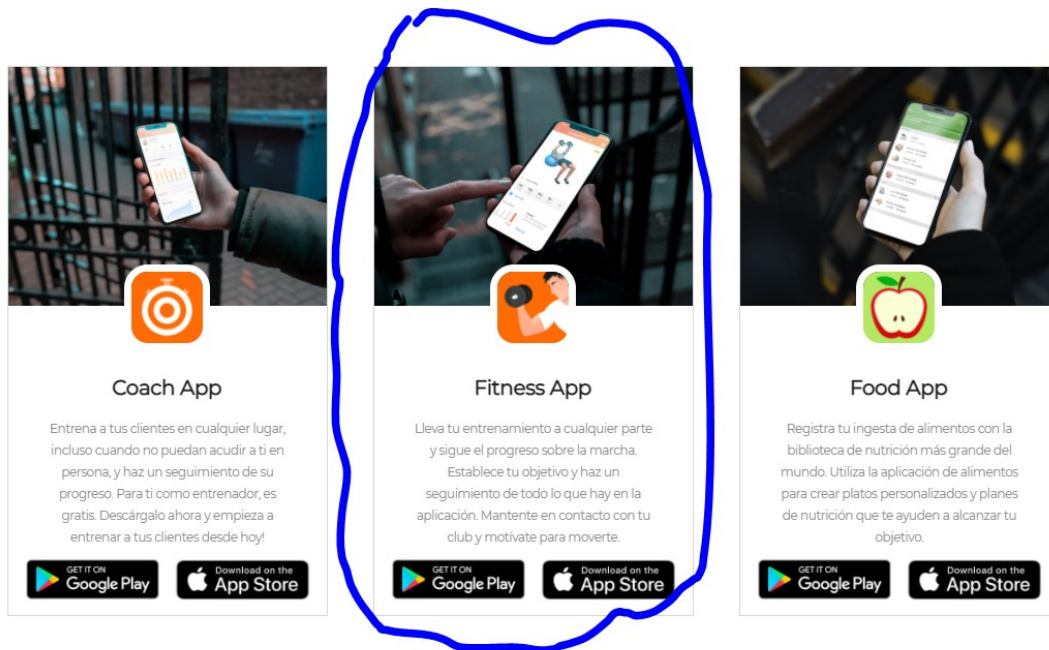 Coach App
Entrena a tus clientes en cualquier lugar,
incluso cuando no puedan acudir a ti en
persona, y haz un seguimiento de su
progreso. Para ti como entrenador, es
gratis. Descárgalo ahora y empieza a
entrenar a tus clientes desde hoy!
GET IT ON
Google Play
Download on the
App Store
Fitness App
Lleva tu entrenamiento a cualquier parte
y sigue el progreso sobre la marcha.
Establece tu objetivo y haz un
seguimiento de todo lo que hay en la
aplicación. Mantente en contacto con tu
club y motívate para moverte.
GET IT ON
Google Play
Download on the
App Store
Food App
Registra tu ingesta de alimentos con la
biblioteca de nutrición más grande del
mundo. Utiliza la aplicación de alimentos
para crear platos personalizados y planes
de nutrición que te ayuden a alcanzar tu
objetivo.
GET IT ON
Google Play
Download on the
App Store